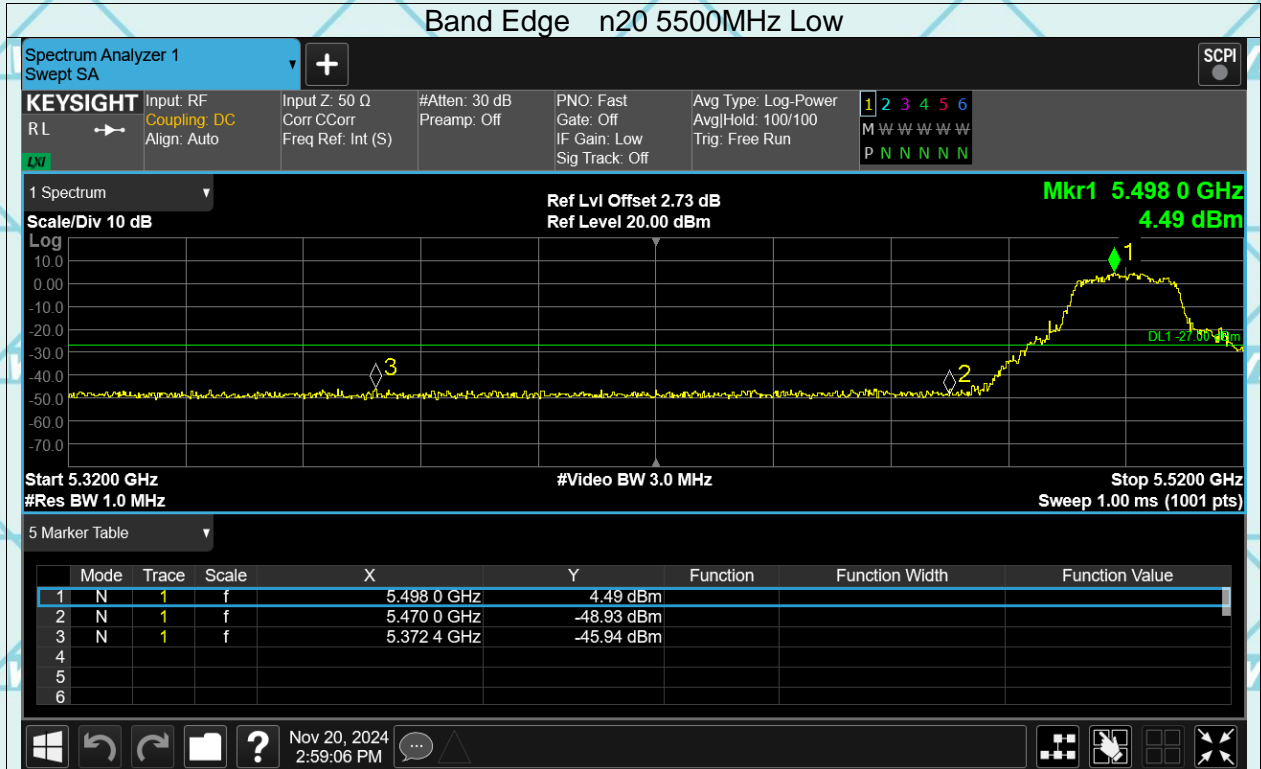 Band Edge n20 5500MHz Low
Spectrum Analyzer 1
Swept SA
SCPI
KEYSIGHT
RL
LXI
Input: RF
Coupling: DC
Align: Auto
Input Z: 50 Ω
Corr CCorr
Freq Ref: Int (S)
#Atten: 30 dB
Preamp: Off
PNO: Fast
Gate: Off
IF Gain: Low
Sig Track: Off
Avg Type: Log-Power
Avg|Hold: 100/100
Trig: Free Run
1 2 3 4 5 6
M W W W W W
P N N N N N
1 Spectrum
Scale/Div 10 dB
Ref Lvl Offset 2.73 dB
Ref Level 20.00 dBm
Mkr1 5.498 0 GHz
4.49 dBm
Log
10.0
0.00
-10.0
-20.0
-30.0
-40.0
-50.0
-60.0
-70.0
1
2
3
DL1 -27.00 dBm
Start 5.3200 GHz
#Video BW 3.0 MHz
Stop 5.5200 GHz
#Res BW 1.0 MHz
Sweep 1.00 ms (1001 pts)
5 Marker Table
Mode Trace Scale X Y Function Function Width Function Value
1 N 1 f 5.498 0 GHz 4.49 dBm
2 N 1 f 5.470 0 GHz -48.93 dBm
3 N 1 f 5.372 4 GHz -45.94 dBm
4
5
6
?
Nov 20, 2024
2:59:06 PM